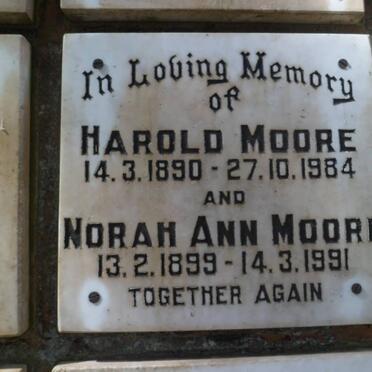 In Loving Memory
of
HAROLD MOORE
14.3.1890 - 27.10.1984
AND
NORAH ANN MOORE
13.2.1899 - 14.3.1991
TOGETHER AGAIN